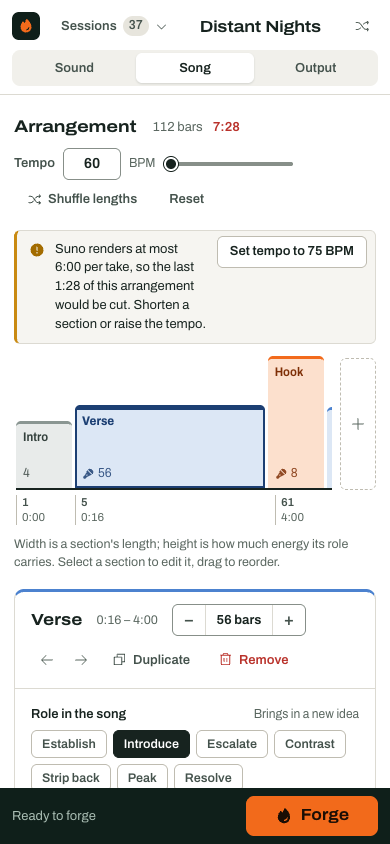 Sessions 37
Distant Nights
Sound
Song
Output
Arrangement 112 bars 7:28
Tempo 60 BPM
Shuffle lengths Reset
Suno renders at most
6:00 per take, so the last
1:28 of this arrangement
would be cut. Shorten a
section or raise the tempo.
Set tempo to 75 BPM
Intro
4
Verse
56
Hook
8
+
1
0:00
5
0:16
61
4:00
Width is a section's length; height is how much energy its role
carries. Select a section to edit it, drag to reorder.
Verse 0:16 – 4:00 − 56 bars +
← → Duplicate Remove
Role in the song Brings in a new idea
Establish Introduce Escalate Contrast
Strip back Peak Resolve
Ready to forge Forge